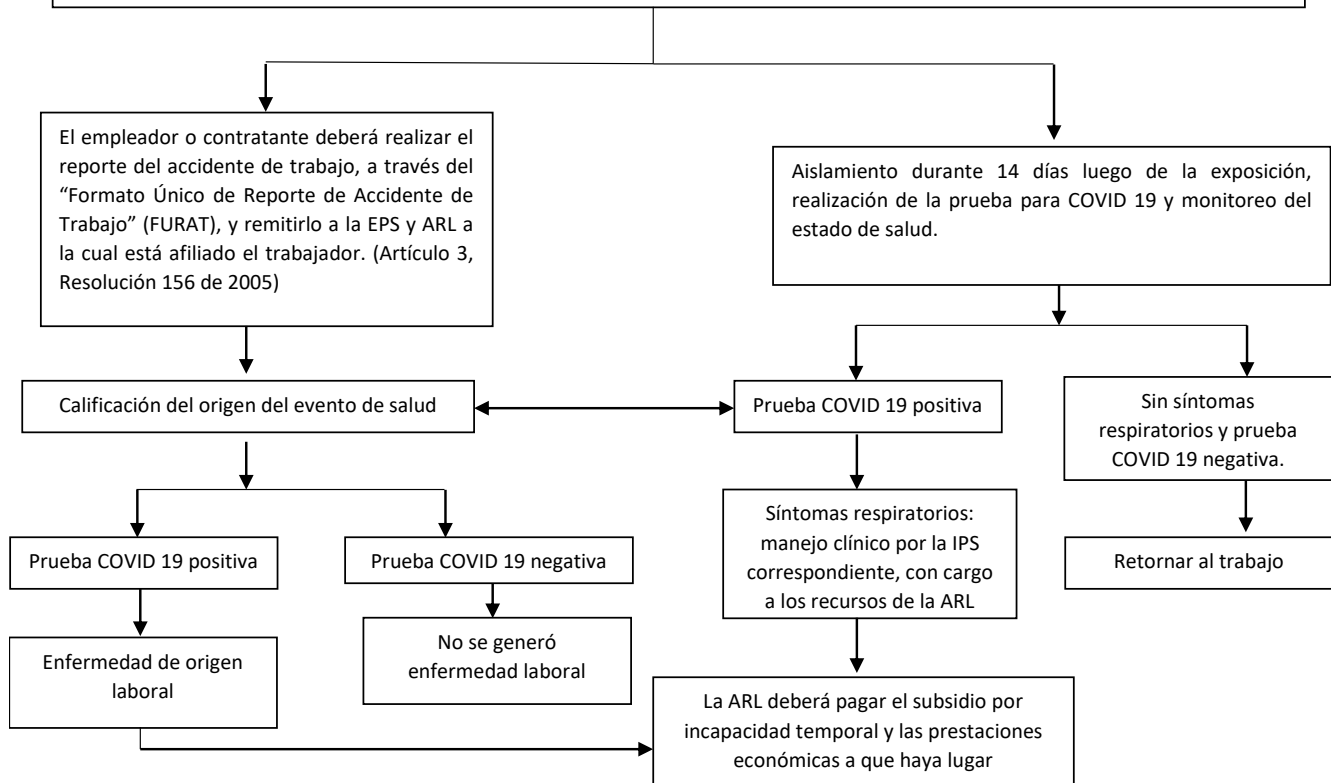 El empleador o contratante deberá realizar el
reporte del accidente de trabajo, a través del
“Formato Único de Reporte de Accidente de
Trabajo” (FURAT), y remitirlo a la EPS y ARL a
la cual está afiliado el trabajador. (Artículo 3,
Resolución 156 de 2005)
Aislamiento durante 14 días luego de la exposición,
realización de la prueba para COVID 19 y monitoreo del
estado de salud.
Calificación del origen del evento de salud
Prueba COVID 19 positiva
Sin síntomas
respiratorios y prueba
COVID 19 negativa.
Prueba COVID 19 positiva
Prueba COVID 19 negativa
Síntomas respiratorios:
manejo clínico por la IPS
correspondiente, con cargo
a los recursos de la ARL
Retornar al trabajo
Enfermedad de origen
laboral
No se generó
enfermedad laboral
La ARL deberá pagar el subsidio por
incapacidad temporal y las prestaciones
económicas a que haya lugar